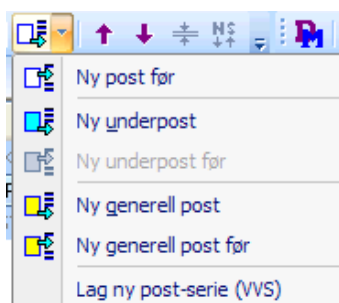 NS
Ny post før
Ny underpost
Ny underpost før
Ny generell post
Ny generell post før
Lag ny post-serie (VVS)